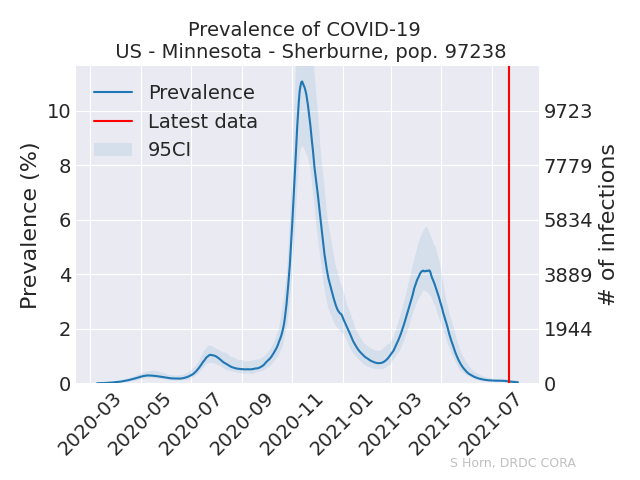 Prevalence of COVID-19
US - Minnesota - Sherburne, pop. 97238
Prevalence
Latest data
95CI
Prevalence (%)
10
8
6
4
2
0
9723
7779
5834
3889
1944
0
# of infections
2020-03
2020-05
2020-07
2020-09
2020-11
2021-01
2021-03
2021-05
2021-07
S Horn, DRDC CORA